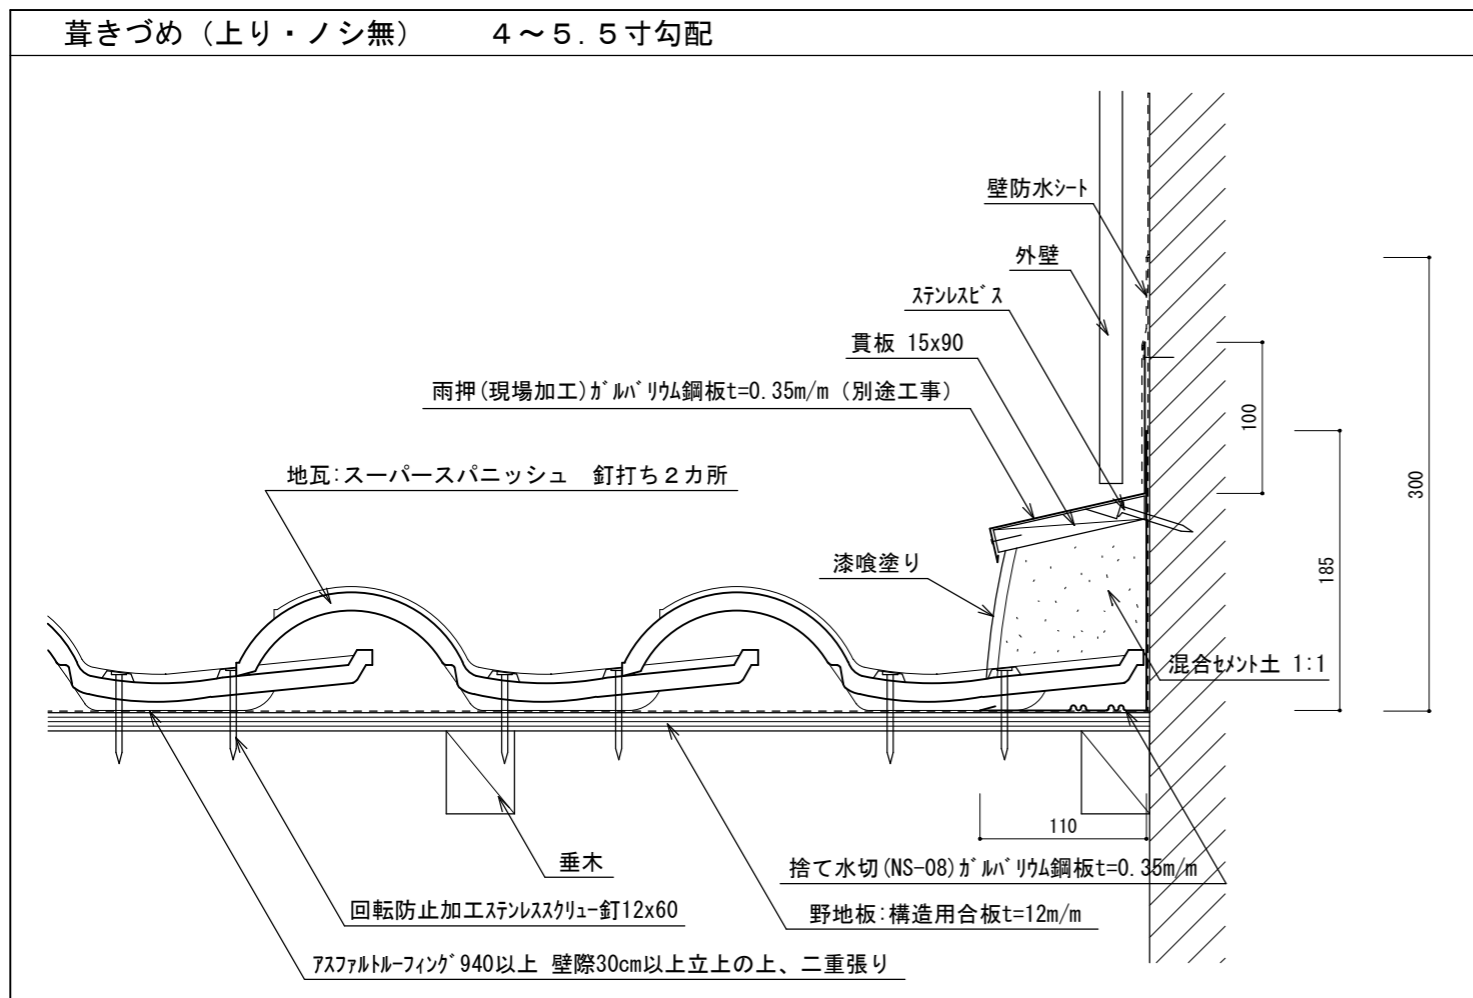 葺きづめ（上り・ノシ無）　　４～５.５寸勾配
壁防水ｼｰﾄ
外壁
ｽﾃﾝﾚｽﾋﾞｽ
貫板 15x90
雨押(現場加工)ｶﾞﾙﾊﾞﾘｳﾑ鋼板t=0.35m/m（別途工事）
地瓦:スーパースパニッシュ　釘打ち２カ所
漆喰塗り
混合ｾﾒﾝﾄ土 1:1
100
185
300
110
垂木
捨て水切(NS-08)ｶﾞﾙﾊﾞﾘｳﾑ鋼板t=0.35m/m
回転防止加工ｽﾃﾝﾚｽｽｸﾘｭｰ釘12x60
野地板:構造用合板t=12m/m
ｱｽﾌｧﾙﾄﾙｰﾌｨﾝｸﾞ940以上 壁際30cm以上立上の上、二重張り